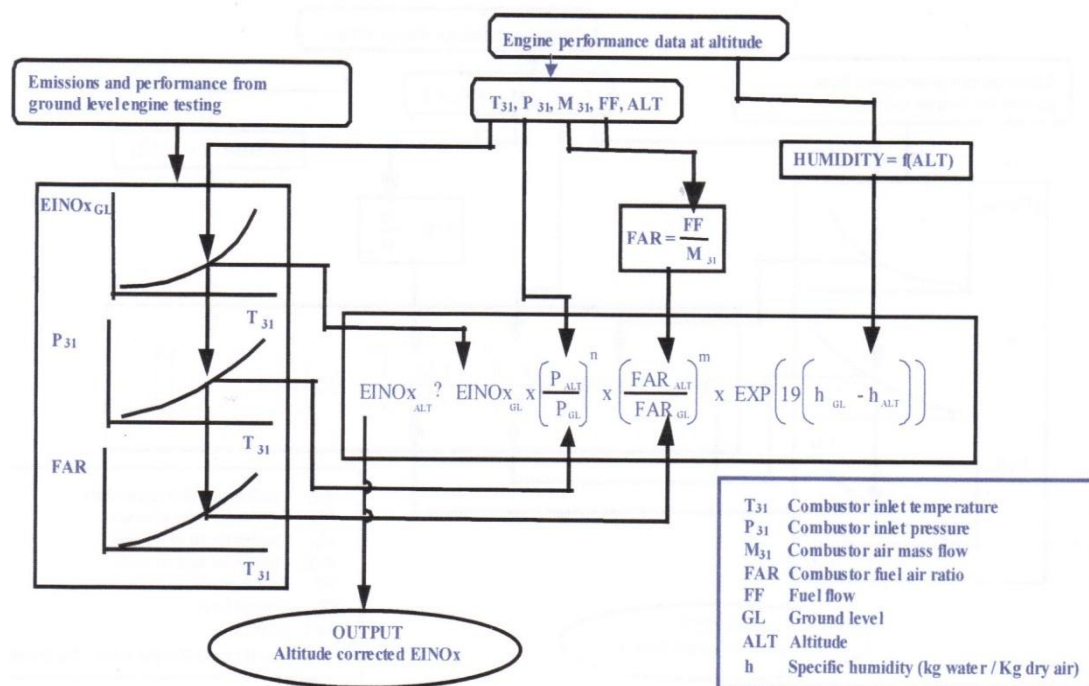 Engine performance data at altitude
Emissions and performance from
ground level engine testing
T31, P31, M31, FF, ALT
HUMIDITY = f(ALT)
EINOxGL
T31
FAR = FF
M31
P31
T31
EINOxALT ? EINOxGL x (PALT/PGL)^n x (FARALT/FARGL)^m x EXP(19(hGL - hALT))
FAR
T31
OUTPUT
Altitude corrected EINOx
T31 Combustor inlet temperature
P31 Combustor inlet pressure
M31 Combustor air mass flow
FAR Combustor fuel air ratio
FF Fuel flow
GL Ground level
ALT Altitude
h Specific humidity (kg water / Kg dry air)